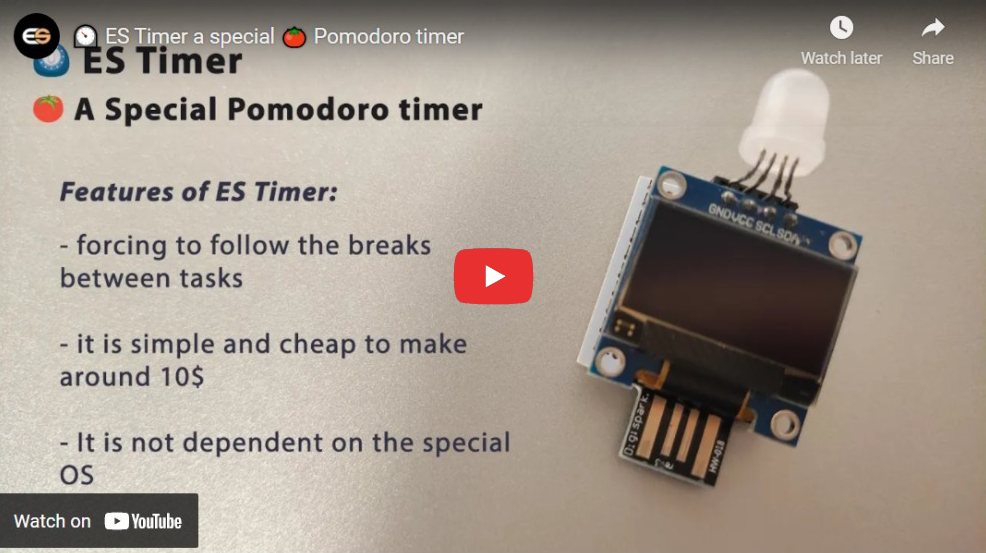 ES
ES Timer a special 🍅 Pomodoro timer
Watch later
Share
ES Timer
A Special Pomodoro timer
Features of ES Timer:
- forcing to follow the breaks
between tasks
- it is simple and cheap to make
around 10$
- It is not dependent on the special
OS
GND VCC SCL SDA
Digispark.
HW-018
Watch on YouTube